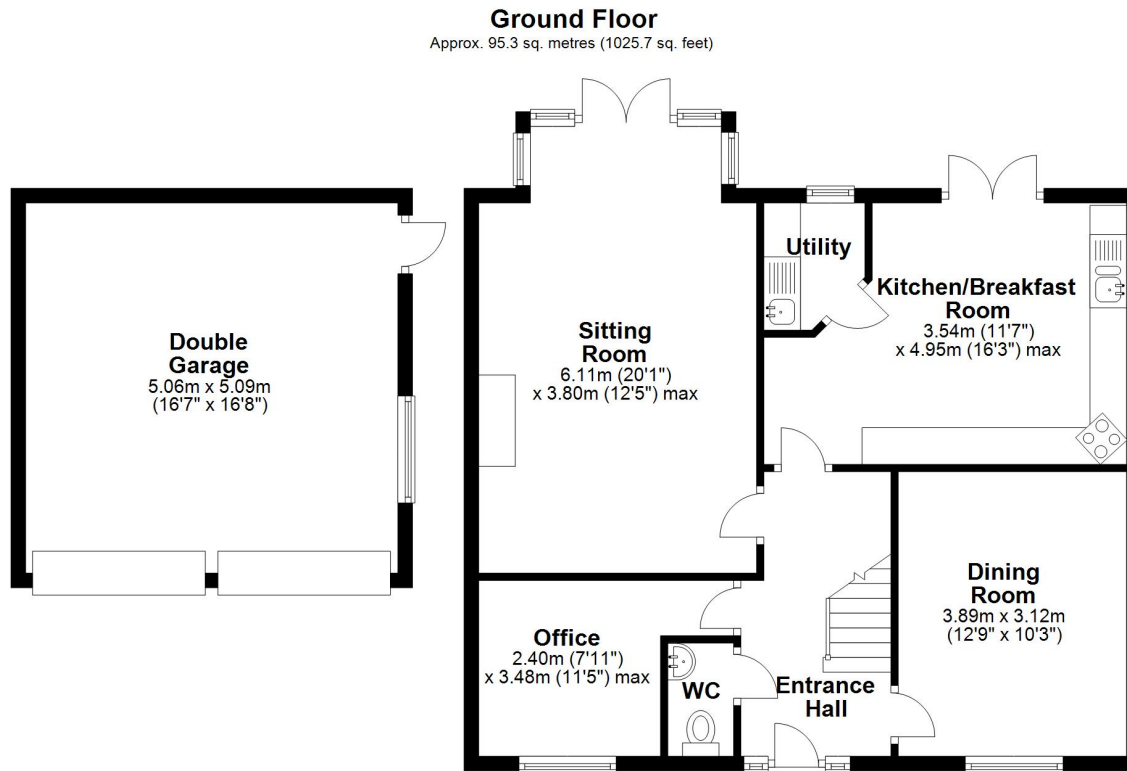 Ground Floor
Approx. 95.3 sq. metres (1025.7 sq. feet)
Double
Garage
5.06m x 5.09m
(16'7" x 16'8")
Sitting
Room
6.11m (20'1")
x 3.80m (12'5") max
Utility
Kitchen/Breakfast
Room
3.54m (11'7")
x 4.95m (16'3") max
Dining
Room
3.89m x 3.12m
(12'9" x 10'3")
Office
2.40m (7'11")
x 3.48m (11'5") max
WC
Entrance
Hall